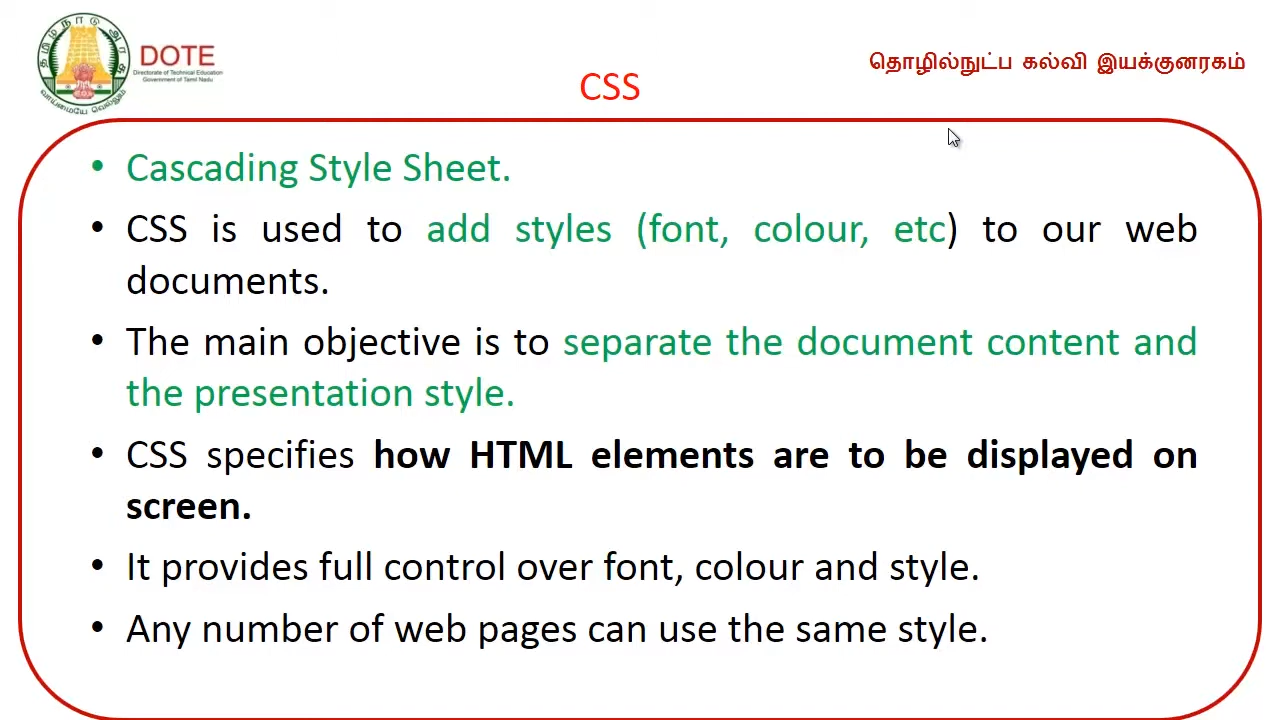 தமிழ்நாடு அரசு
வாய்மையே வெல்லும்
DOTE
Directorate of Technical Education
Government of Tamil Nadu
தொழில்நுட்ப கல்வி இயக்குனரகம்
CSS
• Cascading Style Sheet.
• CSS is used to add styles (font, colour, etc) to our web
documents.
• The main objective is to separate the document content and
the presentation style.
• CSS specifies how HTML elements are to be displayed on
screen.
• It provides full control over font, colour and style.
• Any number of web pages can use the same style.